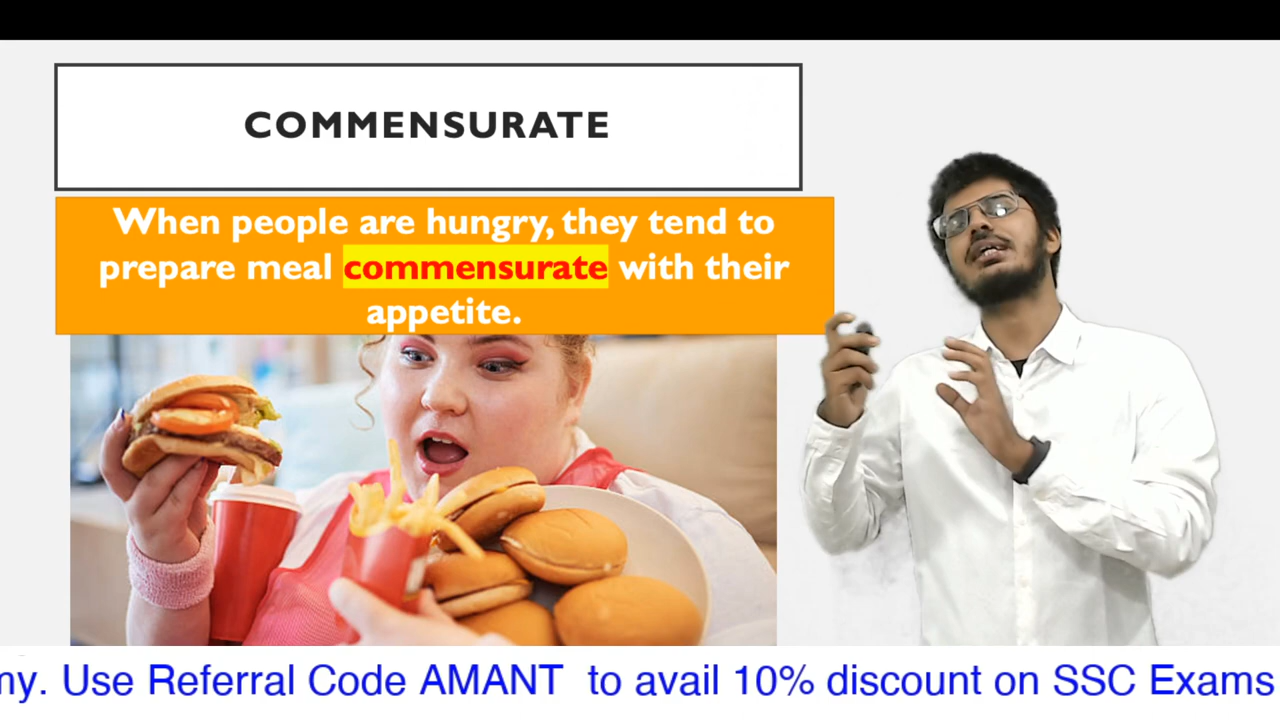 COMMENSURATE
When people are hungry, they tend to
prepare meal commensurate with their
appetite.
my. Use Referral Code AMANT to avail 10% discount on SSC Exams